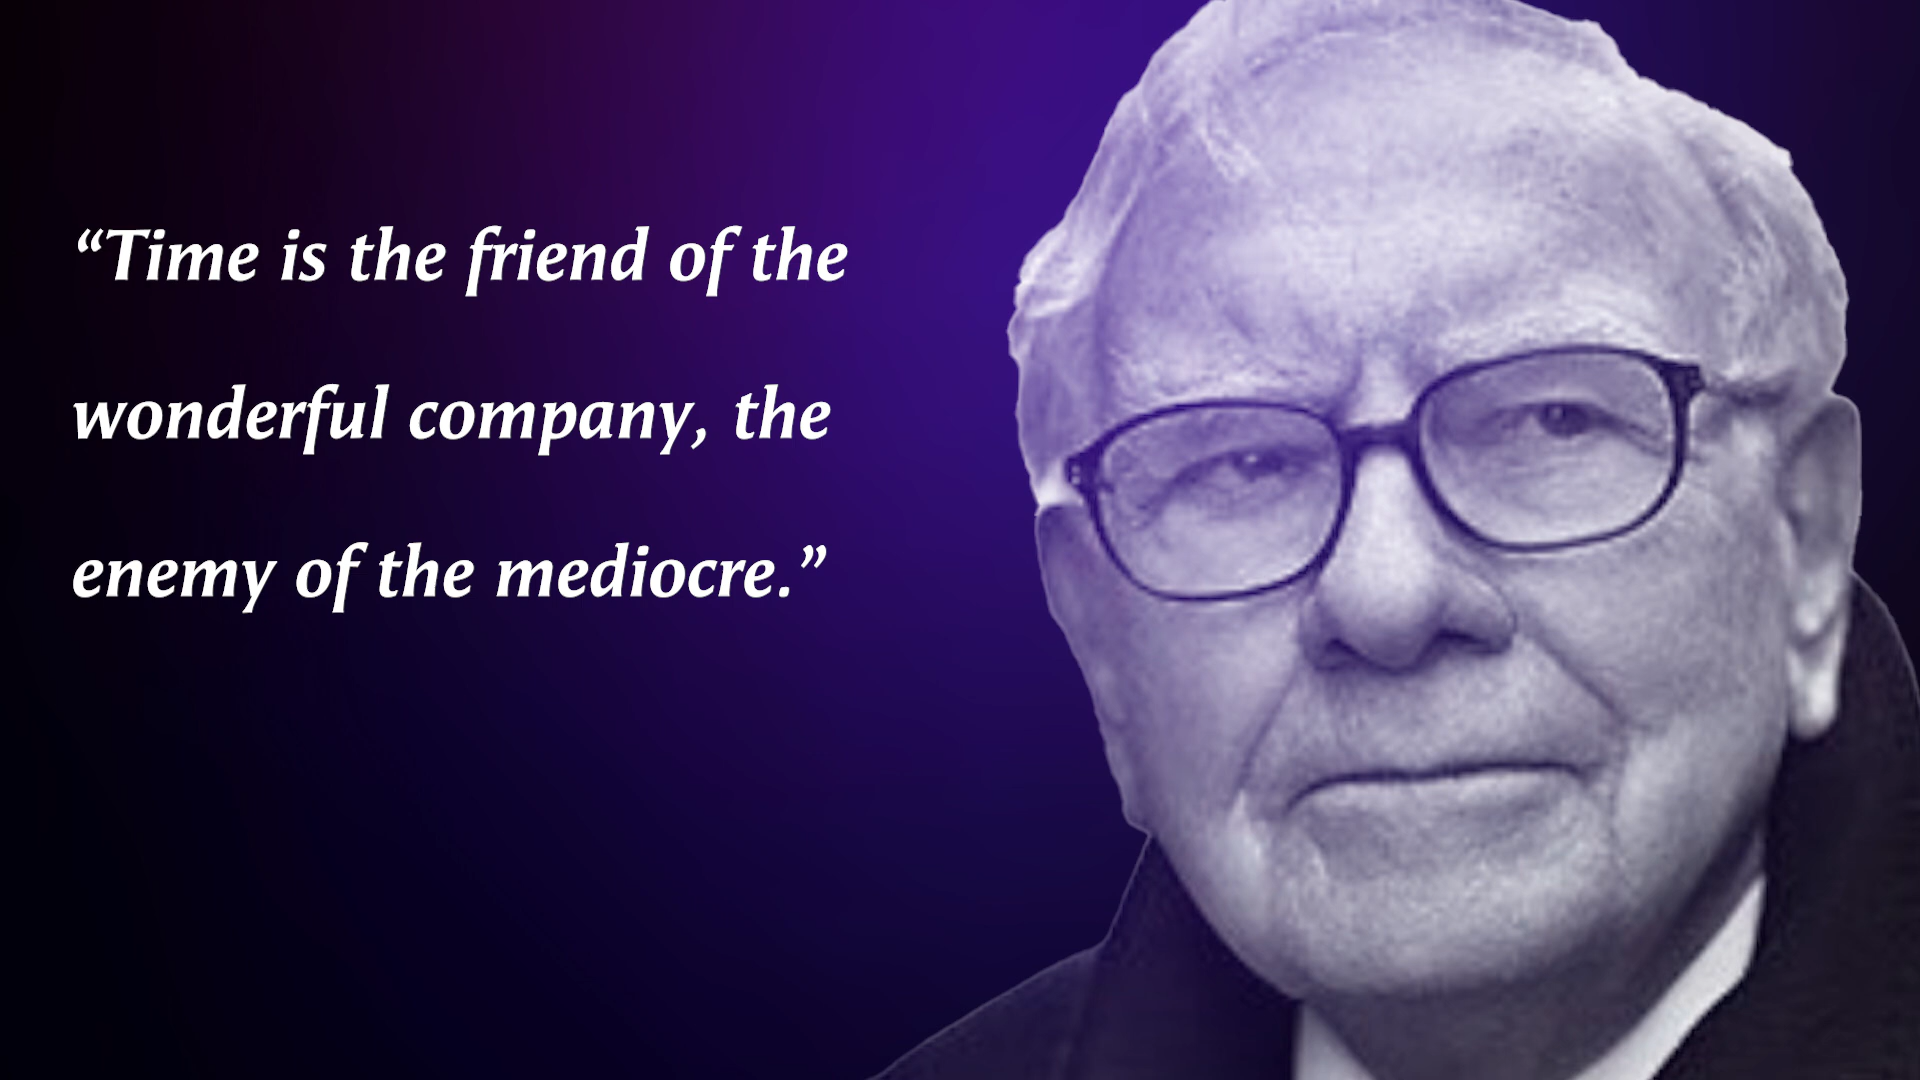 “Time is the friend of the
wonderful company, the
enemy of the mediocre.”